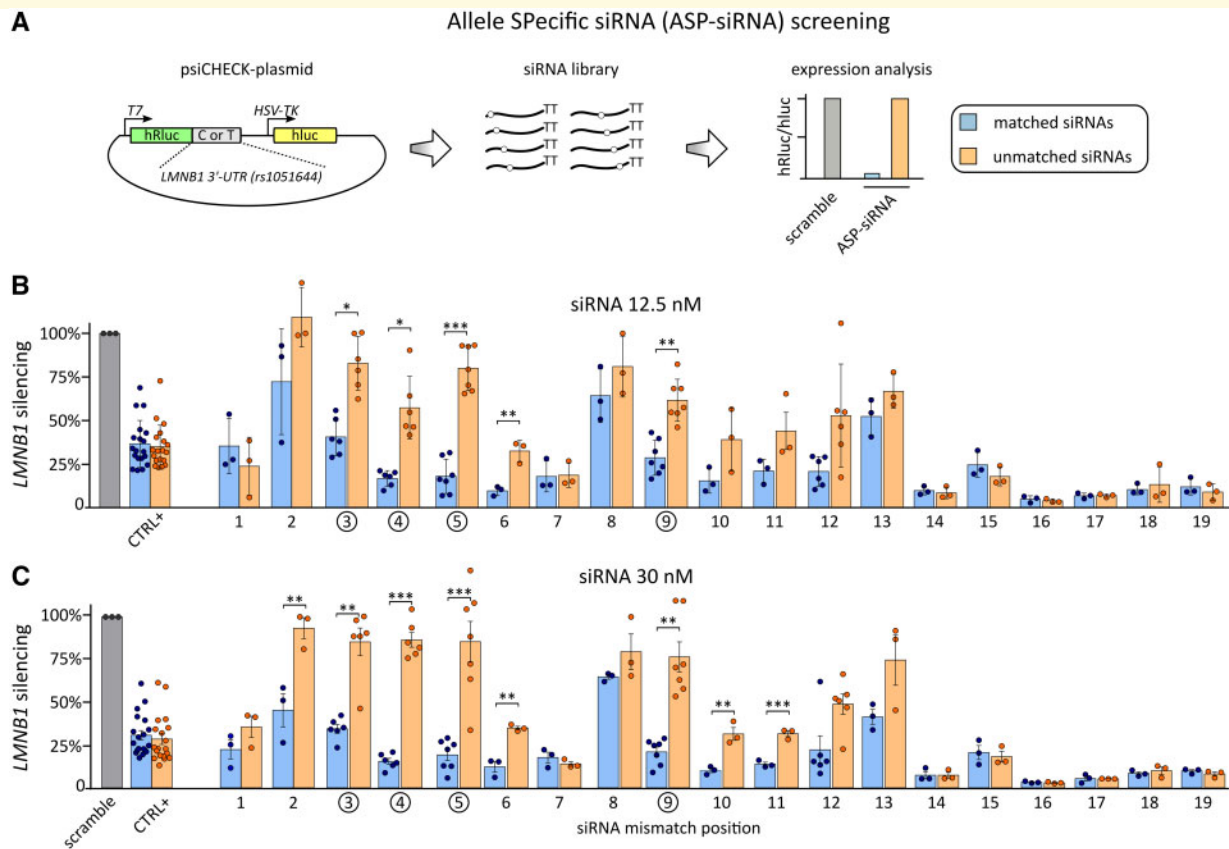 A
Allele SPecific siRNA (ASP-siRNA) screening
psiCHECK-plasmid
siRNA library
expression analysis
T7
HSV-TK
hRluc
C or T
hluc
LMNB1 3'-UTR (rs1051644)
TT TT
TT TT
TT TT
TT TT
hRluc/hluc
scramble
ASP-siRNA
matched siRNAs
unmatched siRNAs
B
siRNA 12.5 nM
LMNB1 silencing
100%
75%
50%
25%
0
* * *** ** **
CTRL+
1 2 3 4 5 6 7 8 9 10 11 12 13 14 15 16 17 18 19
C
siRNA 30 nM
LMNB1 silencing
100%
75%
50%
25%
0
** ** *** *** ** ** ** ***
scramble
CTRL+
1 2 3 4 5 6 7 8 9 10 11 12 13 14 15 16 17 18 19
siRNA mismatch position